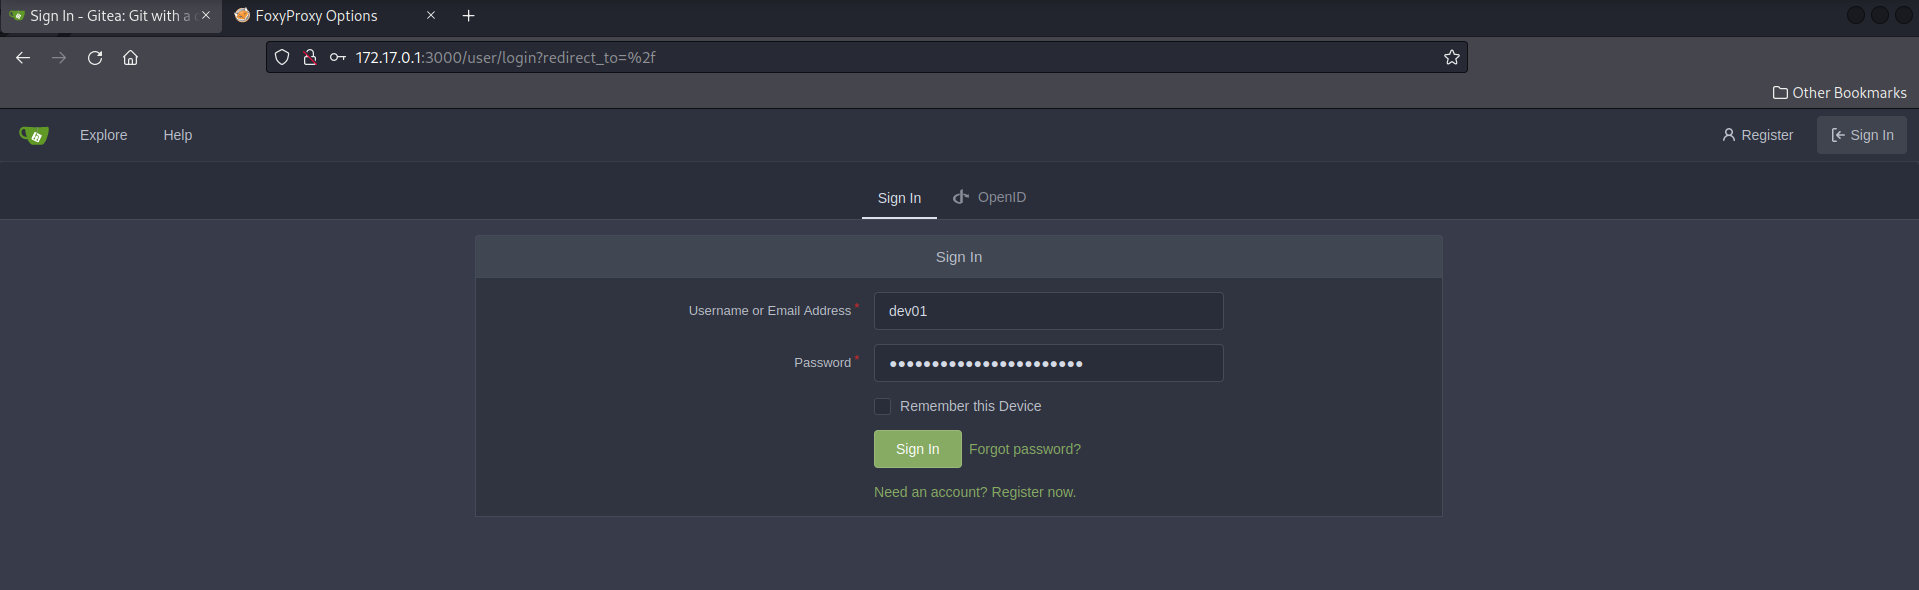 Sign In - Gitea: Git with a c
FoxyProxy Options
172.17.0.1:3000/user/login?redirect_to=%2f
Other Bookmarks
Explore Help Register Sign In
Sign In OpenID
Sign In
Username or Email Address* dev01
Password* ●●●●●●●●●●●●●●●●●●●●●●●
Remember this Device
Sign In Forgot password?
Need an account? Register now.